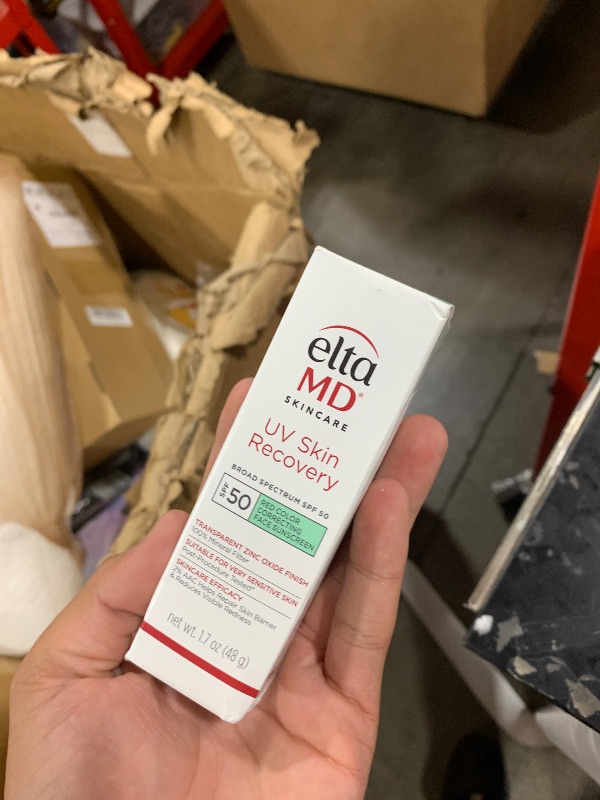 elta
MD®
SKINCARE
UV Skin
Recovery
BROAD SPECTRUM SPF 50
SPF 50
RED COLOR
CORRECTING
FACE SUNSCREEN
TRANSPARENT ZINC OXIDE FINISH
100% Mineral Filter
SUITABLE FOR VERY SENSITIVE SKIN
Post-Procedure Tested
SKINCARE EFFICACY
2% AAC Helps Repair Skin Barrier
& Reduces Visible Redness
net wt. 1.7 oz (48 g)